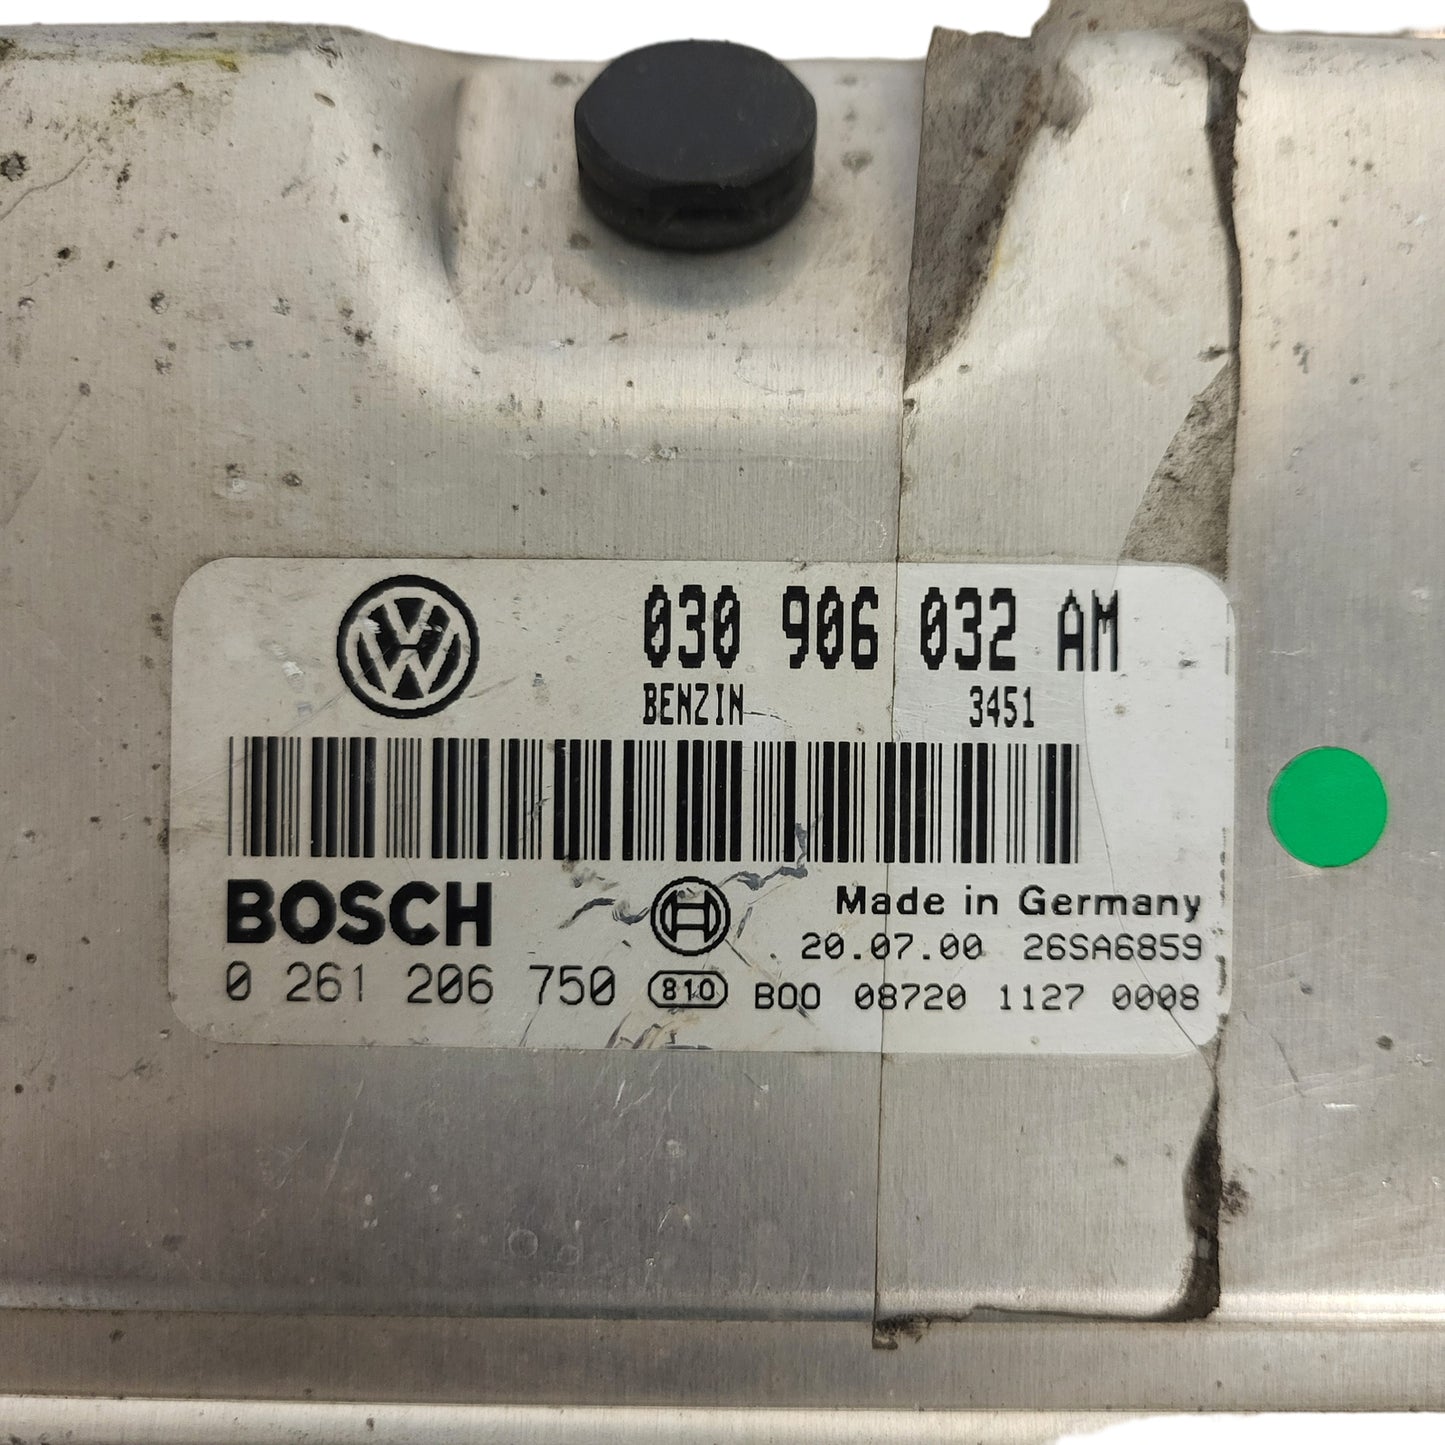 030 906 032 AM
BENZIN 3451
BOSCH
Made in Germany
20.07.00 26SA6859
0 261 206 750 810 B00 08720 1127 0008